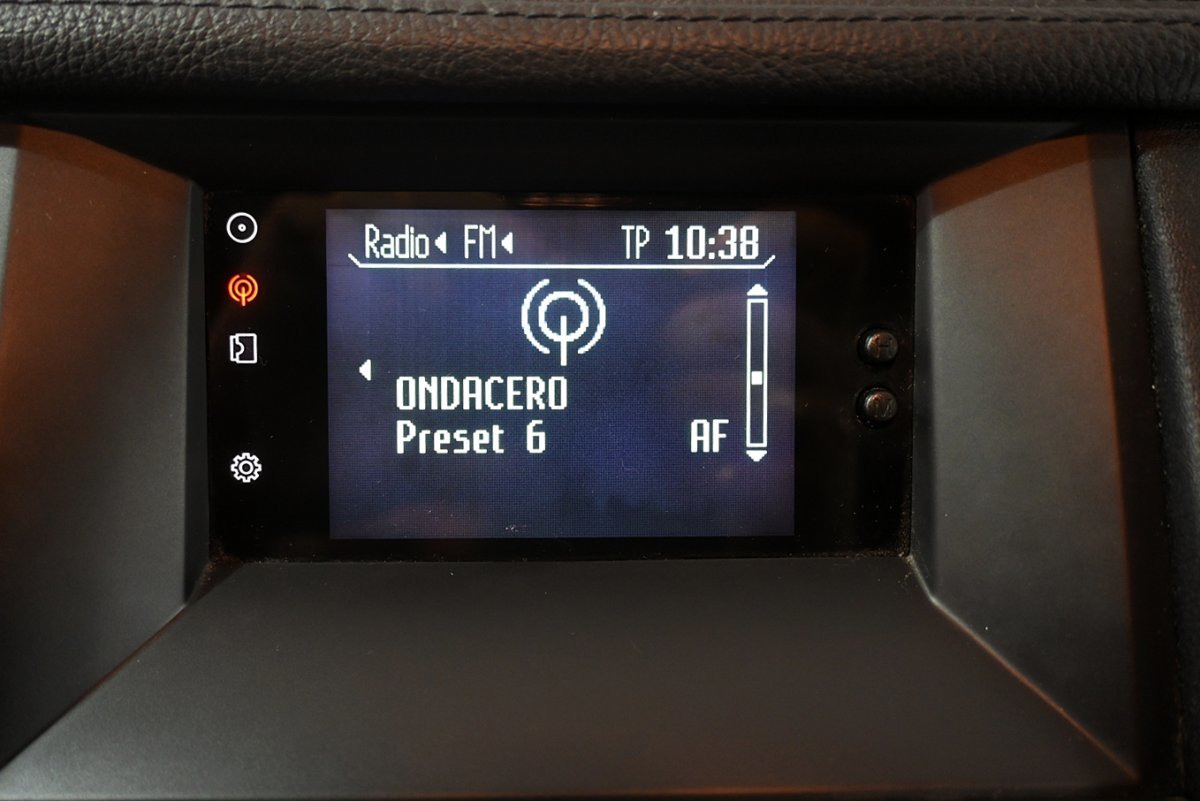 Radio FM TP 10:38
ONDACERO
Preset 6 AF
H
M